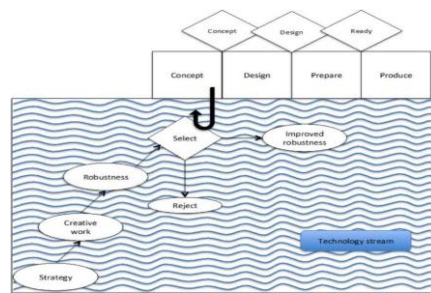 Concept
Design
Ready
Concept
Design
Prepare
Produce
Select
Improved
robustness
Robustness
Reject
Creative
work
Technology stream
Strategy